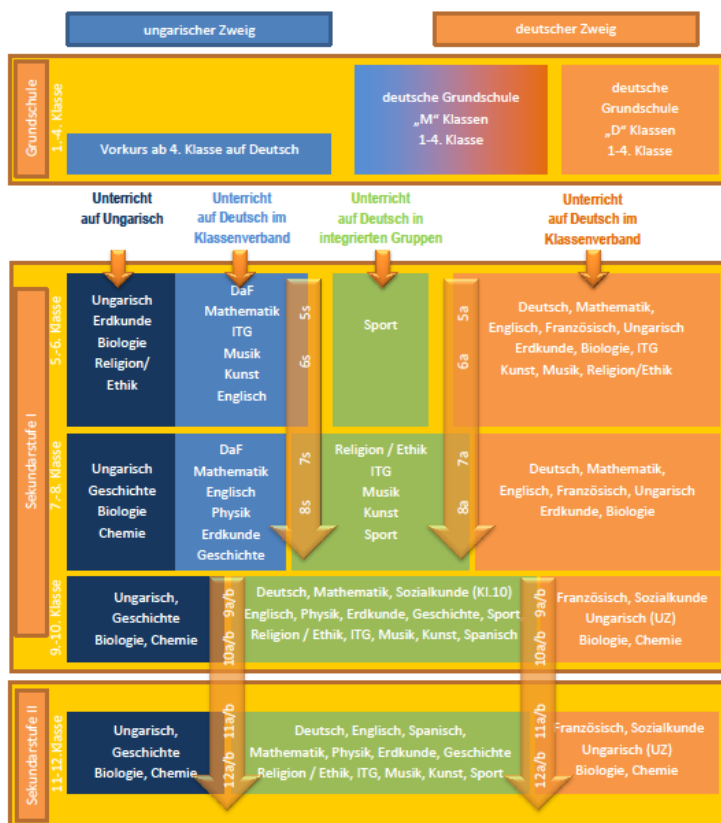 ungarischer Zweig
deutscher Zweig
Grundschule
1.-4. Klasse
Vorkurs ab 4. Klasse auf Deutsch
deutsche Grundschule
„M“ Klassen
1-4. Klasse
deutsche
Grundschule
„D“ Klassen
1-4. Klasse
Unterricht
auf Ungarisch
Unterricht
auf Deutsch im
Klassenverband
Unterricht
auf Deutsch in
integrierten Gruppen
Unterricht
auf Deutsch im
Klassenverband
Sekundarstufe I
5.-6. Klasse
Ungarisch
Erdkunde
Biologie
Religion/
Ethik
DaF
Mathematik
ITG
Musik
Kunst
Englisch
5s
6s
Sport
5a
6a
Deutsch, Mathematik,
Englisch, Französisch, Ungarisch
Erdkunde, Biologie, ITG
Kunst, Musik, Religion/Ethik
7.-8. Klasse
Ungarisch
Geschichte
Biologie
Chemie
DaF
Mathematik
Englisch
Physik
Erdkunde
Geschichte
7s
8s
Religion / Ethik
ITG
Musik
Kunst
Sport
7a
8a
Deutsch, Mathematik,
Englisch, Französisch, Ungarisch
Erdkunde, Biologie
9.-10. Klasse
Ungarisch,
Geschichte
Biologie, Chemie
9a/b
10a/b
Deutsch, Mathematik, Sozialkunde (Kl.10)
Englisch, Physik, Erdkunde, Geschichte, Sport
Religion / Ethik, ITG, Musik, Kunst, Spanisch
9a/b
10a/b
Französisch, Sozialkunde
Ungarisch (UZ)
Biologie, Chemie
Sekundarstufe II
11-12.Klasse
Ungarisch,
Geschichte
Biologie, Chemie
11a/b
12a/b
Deutsch, Englisch, Spanisch,
Mathematik, Physik, Erdkunde, Geschichte
Religion / Ethik, ITG, Musik, Kunst, Sport
11a/b
12a/b
Französisch, Sozialkunde
Ungarisch (UZ)
Biologie, Chemie